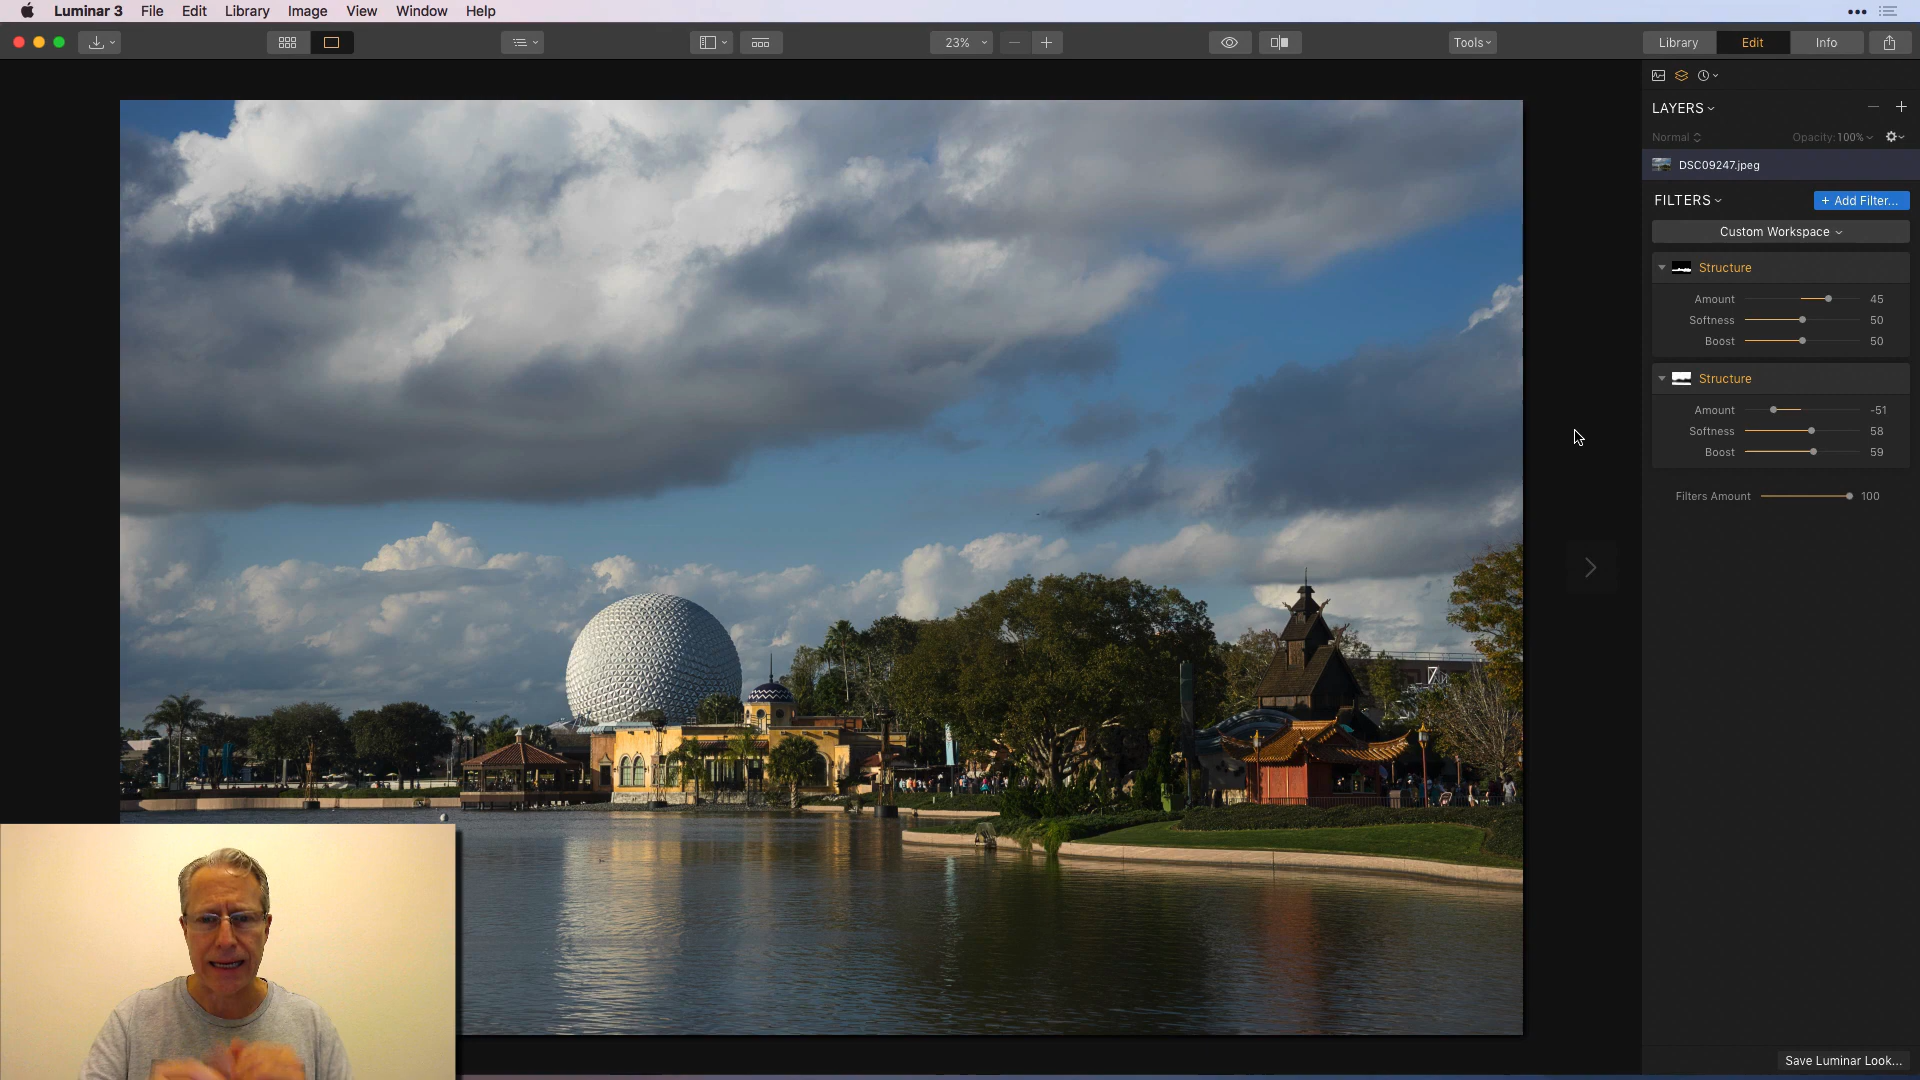 Luminar 3 File Edit Library Image View Window Help
23% Tools Library Edit Info
LAYERS
Normal Opacity: 100%
DSC09247.jpeg
FILTERS + Add Filter...
Custom Workspace
Structure
Amount 45
Softness 50
Boost 50
Structure
Amount -51
Softness 58
Boost 59
Filters Amount 100
Save Luminar Look...